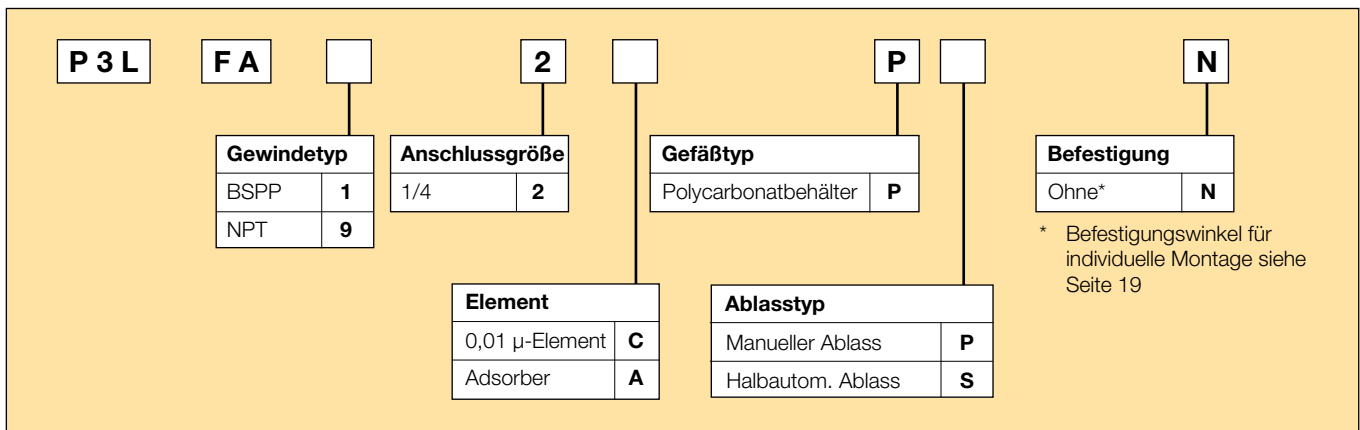 P 3 L F A 2 P N
Gewindetyp
BSPP 1
NPT 9
Anschlussgröße
1/4 2
Gefäßtyp
Polycarbonatbehälter P
Befestigung
Ohne* N
* Befestigungswinkel für
individuelle Montage siehe
Seite 19
Element
0,01 µ-Element C
Adsorber A
Ablasstyp
Manueller Ablass P
Halbautom. Ablass S